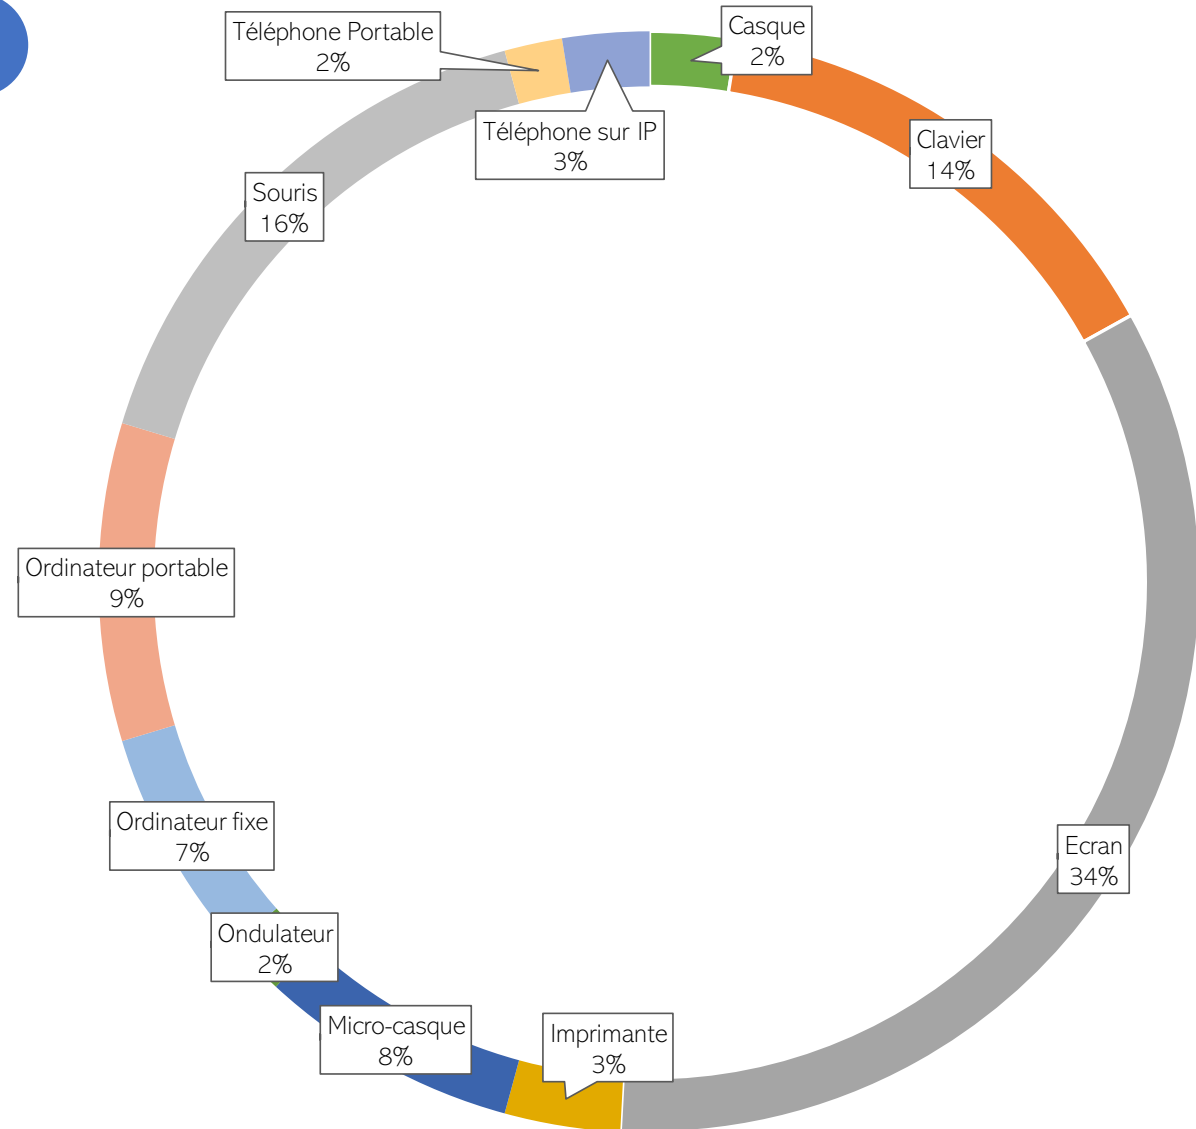 Téléphone Portable
2%
Casque
2%
Téléphone sur IP
3%
Clavier
14%
Souris
16%
Ordinateur portable
9%
Ordinateur fixe
7%
Ecran
34%
Ondulateur
2%
Micro-casque
8%
Imprimante
3%